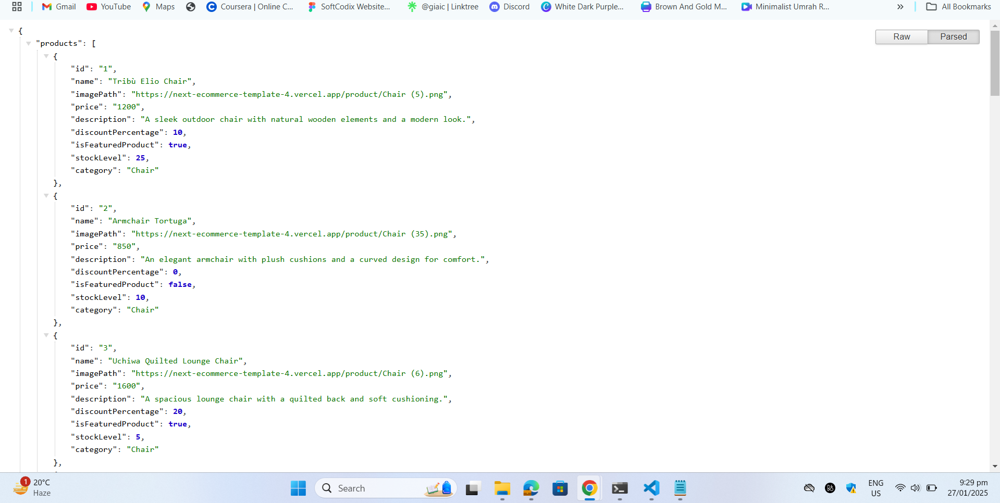 Gmail YouTube Maps Coursera | Online C... SoftCodix Website... @giaic | Linktree Discord White Dark Purple... Brown And Gold M... Minimalist Umrah R... » All Bookmarks
Raw Parsed
{
"products": [
{
"id": "1",
"name": "Tribù Elio Chair",
"imagePath": "https://next-ecommerce-template-4.vercel.app/product/Chair (5).png",
"price": "1200",
"description": "A sleek outdoor chair with natural wooden elements and a modern look.",
"discountPercentage": 10,
"isFeaturedProduct": true,
"stockLevel": 25,
"category": "Chair"
},
{
"id": "2",
"name": "Armchair Tortuga",
"imagePath": "https://next-ecommerce-template-4.vercel.app/product/Chair (35).png",
"price": "850",
"description": "An elegant armchair with plush cushions and a curved design for comfort.",
"discountPercentage": 0,
"isFeaturedProduct": false,
"stockLevel": 10,
"category": "Chair"
},
{
"id": "3",
"name": "Uchiwa Quilted Lounge Chair",
"imagePath": "https://next-ecommerce-template-4.vercel.app/product/Chair (6).png",
"price": "1600",
"description": "A spacious lounge chair with a quilted back and soft cushioning.",
"discountPercentage": 20,
"isFeaturedProduct": true,
"stockLevel": 5,
"category": "Chair"
},
1
20°C
Haze
Search
ENG
US
9:29 pm
27/01/2025